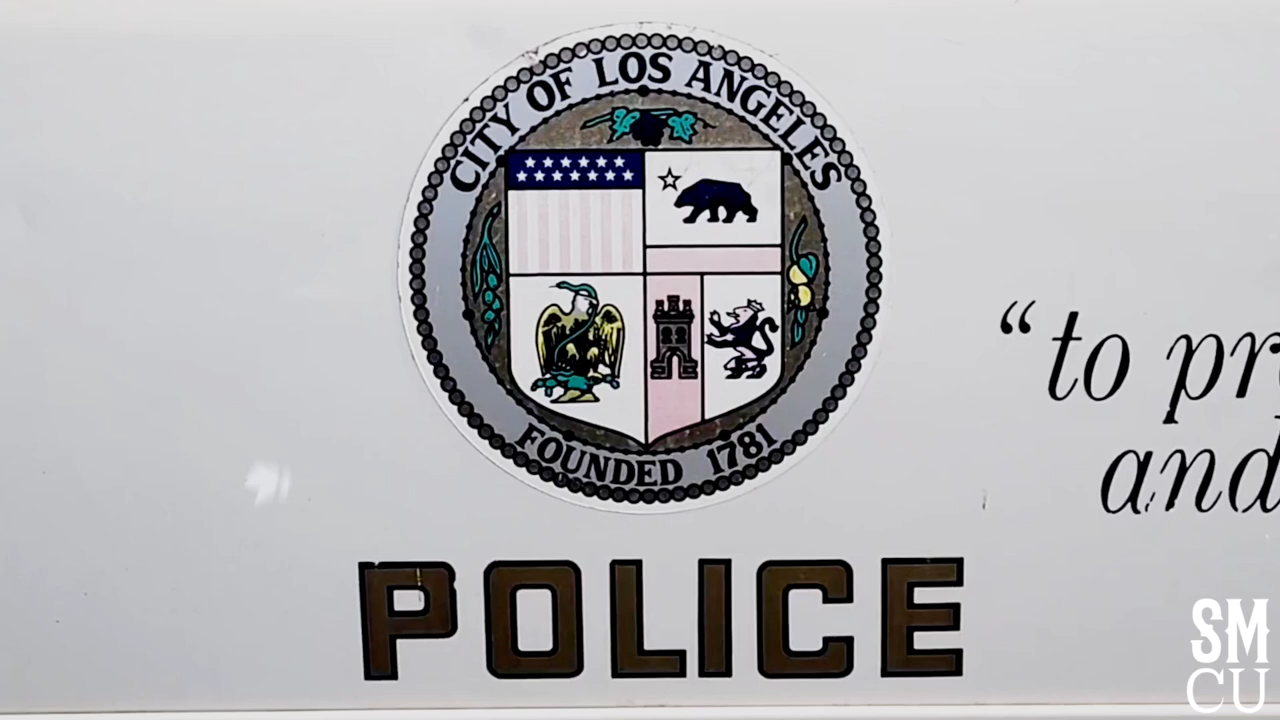 CITY OF LOS ANGELES
FOUNDED 1781
POLICE
“to pr
and
SM
CU